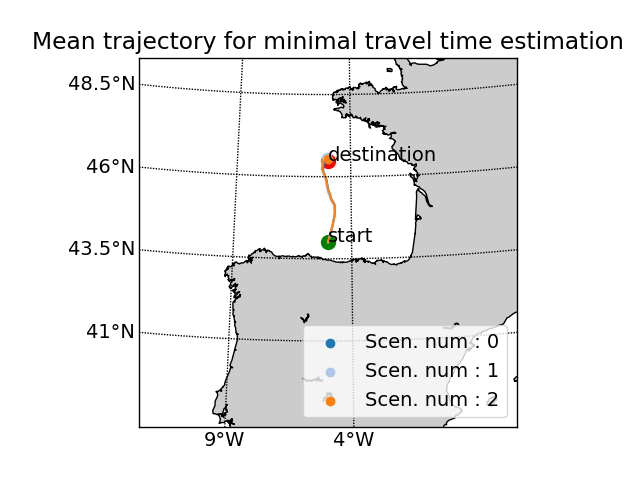 Mean trajectory for minimal travel time estimation
48.5°N
46°N
43.5°N
41°N
destination
start
Scen. num : 0
Scen. num : 1
Scen. num : 2
9°W
4°W